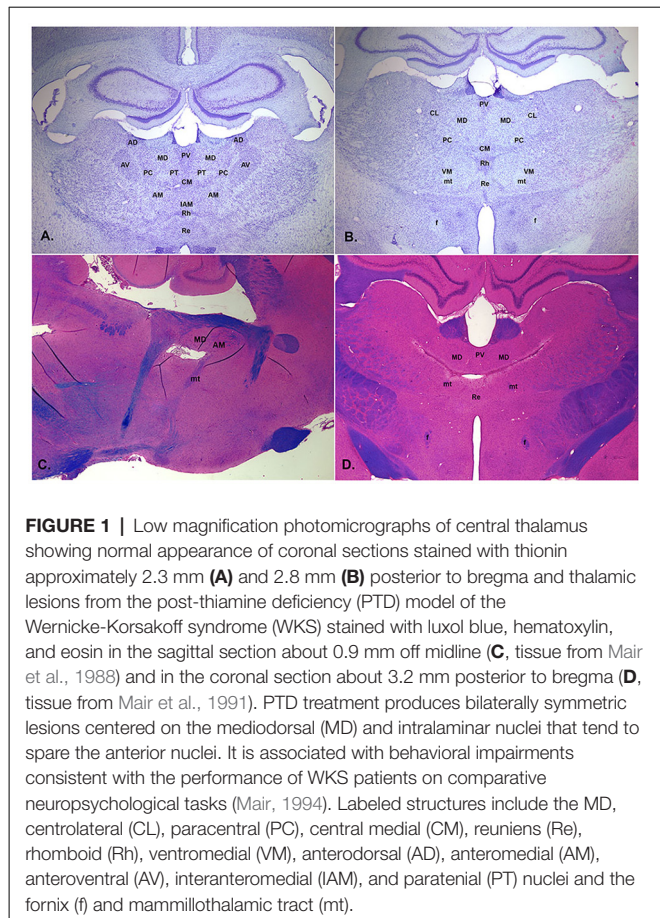 AD AD
PV
MD MD
AV AV
PC PT PT PC
CM
AM AM
IAM
Rh
Re
A.
PV
CL CL
MD MD
PC PC
CM
Rh
VM VM
mt mt
Re
f f
B.
MD
AM
mt
C.
MD PV MD
mt mt
Re
f f
D.
FIGURE 1 | Low magnification photomicrographs of central thalamus
showing normal appearance of coronal sections stained with thionin
approximately 2.3 mm (A) and 2.8 mm (B) posterior to bregma and thalamic
lesions from the post-thiamine deficiency (PTD) model of the
Wernicke-Korsakoff syndrome (WKS) stained with luxol blue, hematoxylin,
and eosin in the sagittal section about 0.9 mm off midline (C, tissue from Mair
et al., 1988) and in the coronal section about 3.2 mm posterior to bregma (D,
tissue from Mair et al., 1991). PTD treatment produces bilaterally symmetric
lesions centered on the mediodorsal (MD) and intralaminar nuclei that tend to
spare the anterior nuclei. It is associated with behavioral impairments
consistent with the performance of WKS patients on comparative
neuropsychological tasks (Mair, 1994). Labeled structures include the MD,
centrolateral (CL), paracentral (PC), central medial (CM), reuniens (Re),
rhomboid (Rh), ventromedial (VM), anterodorsal (AD), anteromedial (AM),
anteroventral (AV), interanteromedial (IAM), and paratenial (PT) nuclei and the
fornix (f) and mammillothalamic tract (mt).